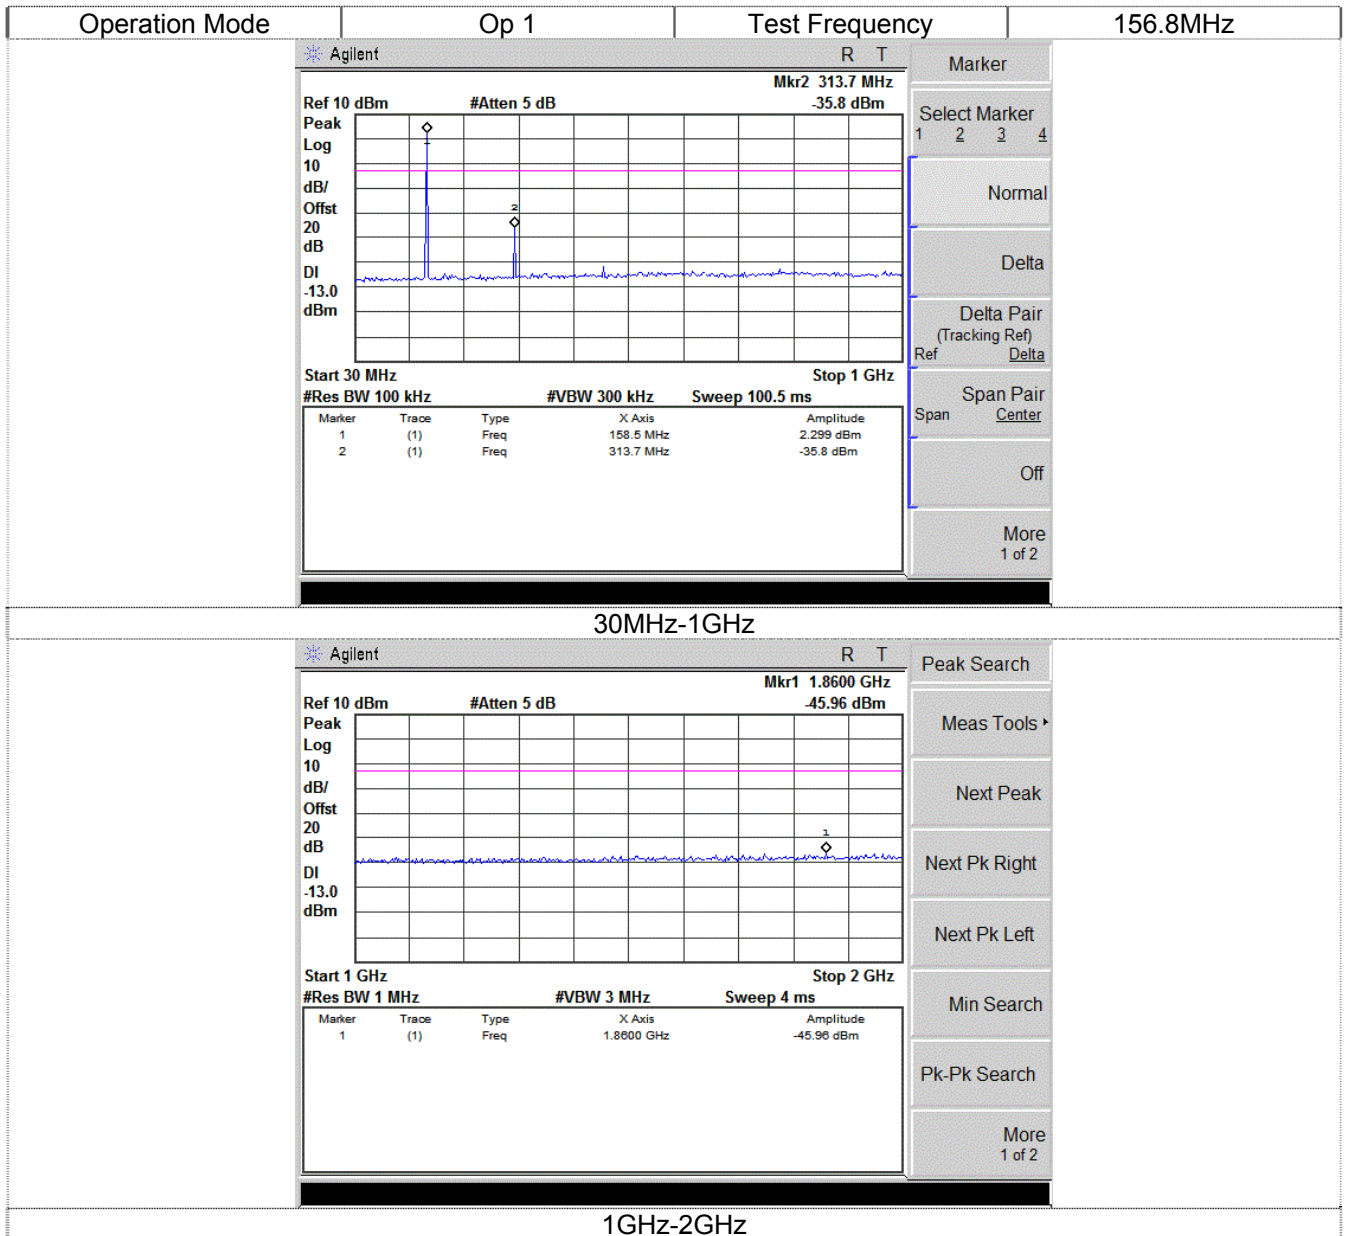 Operation Mode Op 1 Test Frequency 156.8MHz
Agilent R T
Marker
Mkr2 313.7 MHz
Ref 10 dBm #Atten 5 dB -35.8 dBm
Peak
Log
10
dB/
Offst
20
dB
DI
-13.0
dBm
1
2
Start 30 MHz Stop 1 GHz
#Res BW 100 kHz #VBW 300 kHz Sweep 100.5 ms
Marker Trace Type X Axis Amplitude
1 (1) Freq 158.5 MHz 2.299 dBm
2 (1) Freq 313.7 MHz -35.8 dBm
Select Marker
1 2 3 4
Normal
Delta
Delta Pair
(Tracking Ref)
Ref Delta
Span Pair
Span Center
Off
More
1 of 2
30MHz-1GHz
Agilent R T
Peak Search
Mkr1 1.8600 GHz
Ref 10 dBm #Atten 5 dB -45.96 dBm
Peak
Log
10
dB/
Offst
20
dB
DI
-13.0
dBm
1
Start 1 GHz Stop 2 GHz
#Res BW 1 MHz #VBW 3 MHz Sweep 4 ms
Marker Trace Type X Axis Amplitude
1 (1) Freq 1.8600 GHz -45.96 dBm
Meas Tools
Next Peak
Next Pk Right
Next Pk Left
Min Search
Pk-Pk Search
More
1 of 2
1GHz-2GHz